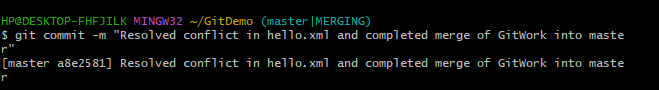 HP@DESKTOP-FHFJILK MINGW32 ~/GitDemo (master|MERGING)
$ git commit -m "Resolved conflict in hello.xml and completed merge of GitWork into maste
r"
[master a8e2581] Resolved conflict in hello.xml and completed merge of GitWork into maste
r